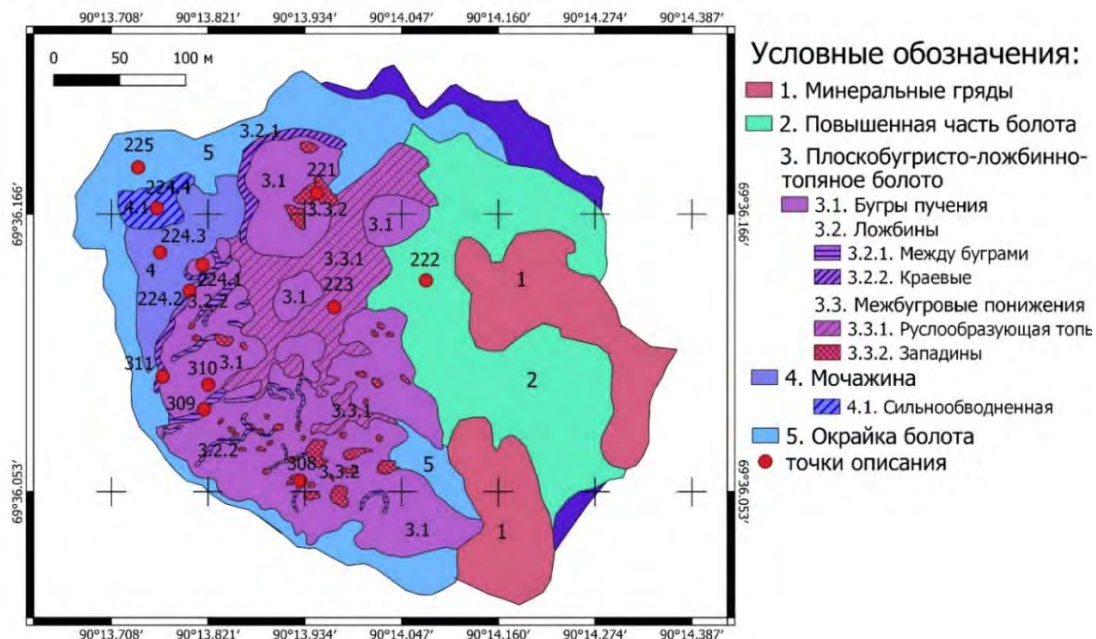 90°13.708′ 90°13.821′ 90°13.934′ 90°14.047′ 90°14.160′ 90°14.274′ 90°14.387′
0 50 100 м
225
5
3.2.1
3.1
221
224.4
4.1
3.3.2
3.1
69°36.166′
69°36.166′
224.3
4
3.3.1
222
1
224.1
224.2
3.2.2
3.1
223
311
310
3.1
2
309
3.3.1
3.2.2
308
3.3.2
5
69°36.053′
69°36.053′
3.1
1
90°13.708′ 90°13.821′ 90°13.934′ 90°14.047′ 90°14.160′ 90°14.274′ 90°14.387′
Условные обозначения:
1. Минеральные гряды
2. Повышенная часть болота
3. Плоскобугристо-ложбинно-
топяное болото
3.1. Бугры пучения
3.2. Ложбины
3.2.1. Между буграми
3.2.2. Краевые
3.3. Межбугровые понижения
3.3.1. Руслообразующая топь
3.3.2. Западины
4. Мочажина
4.1. Сильнообводненная
5. Окрайка болота
точки описания